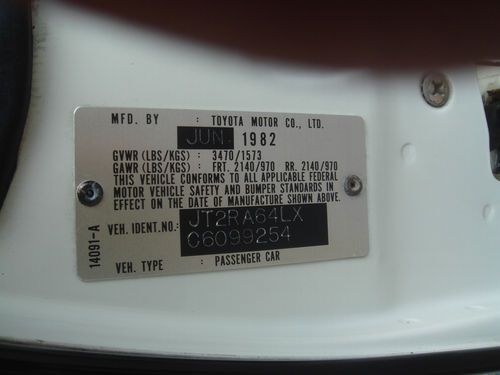 MFD. BY : TOYOTA MOTOR CO., LTD.
JUN. 1982
GVWR (LBS/KGS) : 3470/1573
GAWR (LBS/KGS) : FRT. 2140/970 RR. 2140/970
THIS VEHICLE CONFORMS TO ALL APPLICABLE FEDERAL
MOTOR VEHICLE SAFETY AND BUMPER STANDARDS IN
EFFECT ON THE DATE OF MANUFACTURE SHOWN ABOVE.
VEH. IDENT. NO.: JT2RA64LX
C6099254
VEH. TYPE : PASSENGER CAR
14091-A